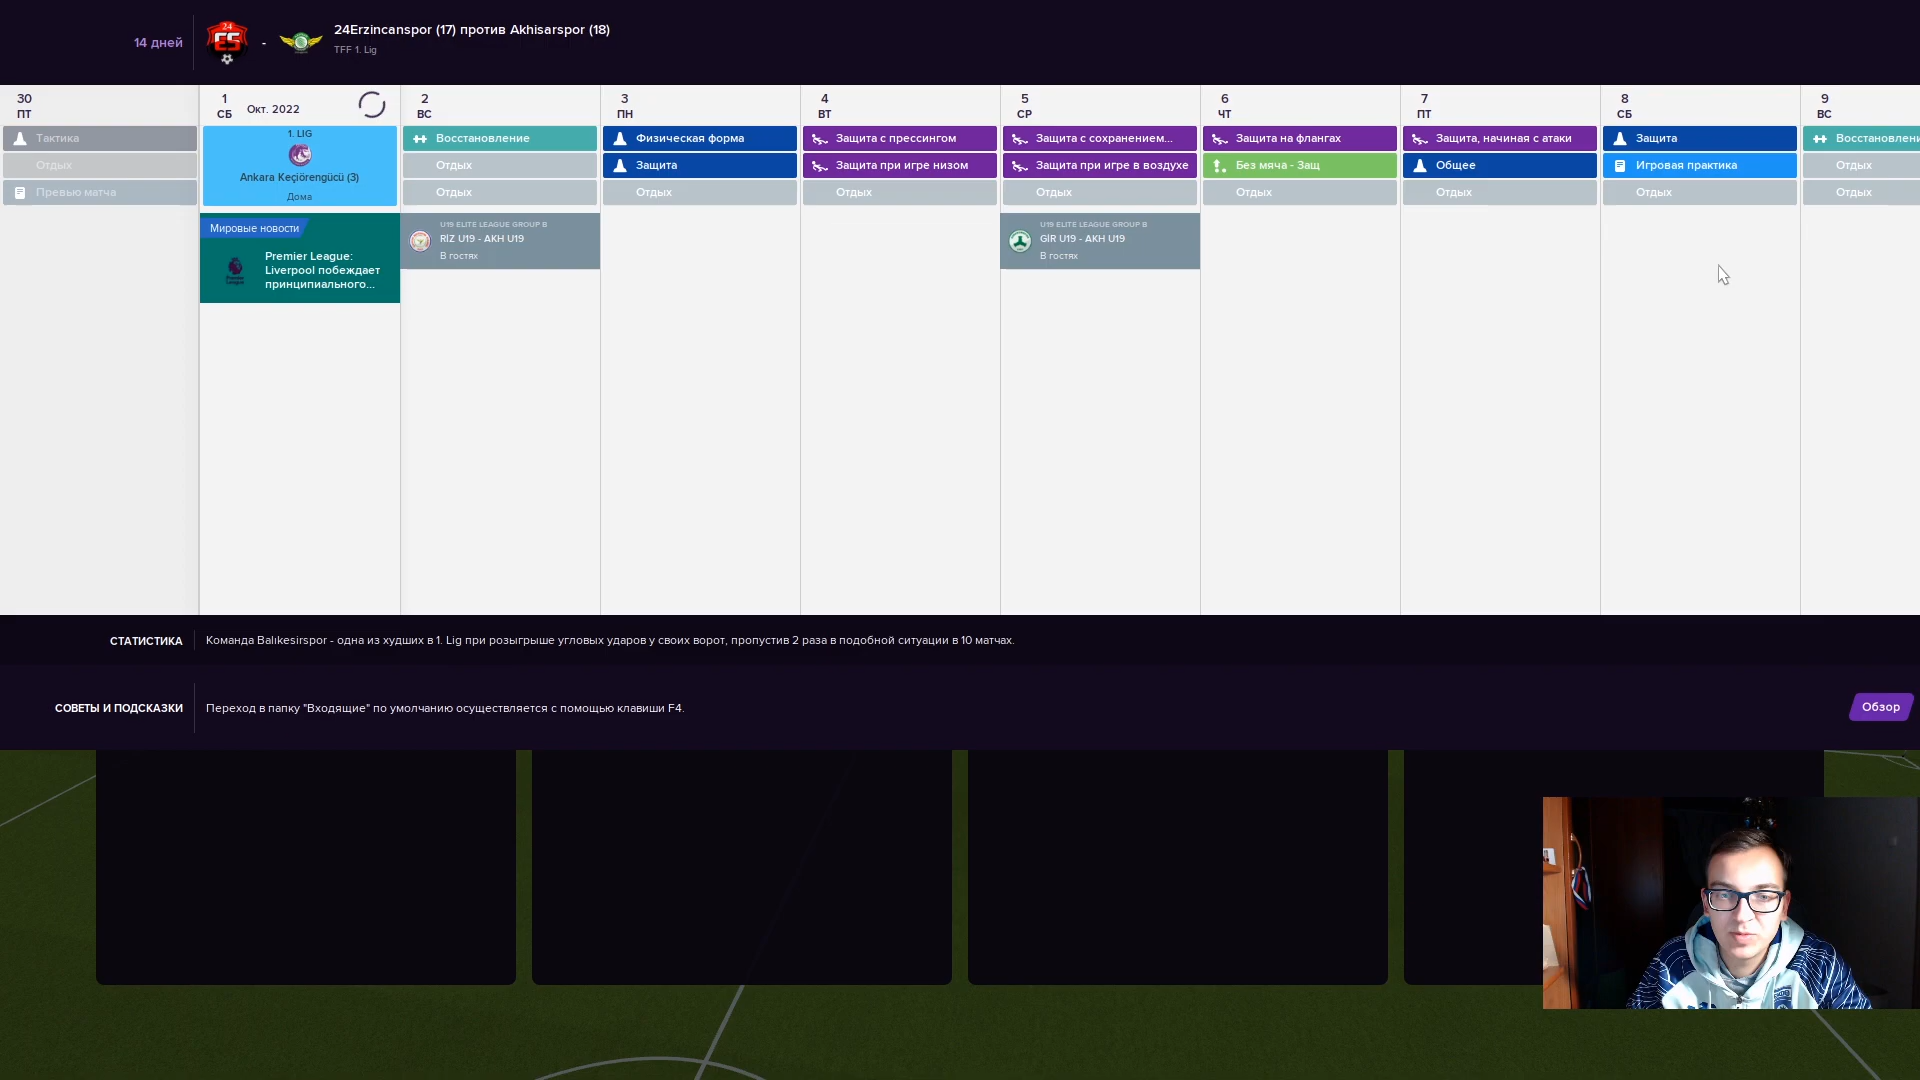 14 дней
24
ES
-
24Erzincanspor (17) против Akhisarspor (18)
TFF 1. Lig
30
ПТ
Тактика
Отдых
Превью матча
1
СБ
Окт. 2022
1. LIG
Ankara Keçiörengücü (3)
Дома
Мировые новости
Premier League:
Liverpool побеждает
принципиального...
2
ВС
Восстановление
Отдых
Отдых
U19 ELITE LEAGUE GROUP B
RİZ U19 - AKH U19
В гостях
3
ПН
Физическая форма
Защита
Отдых
4
ВТ
Защита с прессингом
Защита при игре низом
Отдых
5
СР
Защита с сохранением...
Защита при игре в воздухе
Отдых
U19 ELITE LEAGUE GROUP B
GİR U19 - AKH U19
В гостях
6
ЧТ
Защита на флангах
Без мяча - Защ
Отдых
7
ПТ
Защита, начиная с атаки
Общее
Отдых
8
СБ
Защита
Игровая практика
Отдых
9
ВС
Восстановлени
Отдых
Отдых
СТАТИСТИКА
Команда Balıkesirspor - одна из худших в 1. Lig при розыгрыше угловых ударов у своих ворот, пропустив 2 раза в подобной ситуации в 10 матчах.
СОВЕТЫ И ПОДСКАЗКИ
Переход в папку "Входящие" по умолчанию осуществляется с помощью клавиши F4.
Обзор